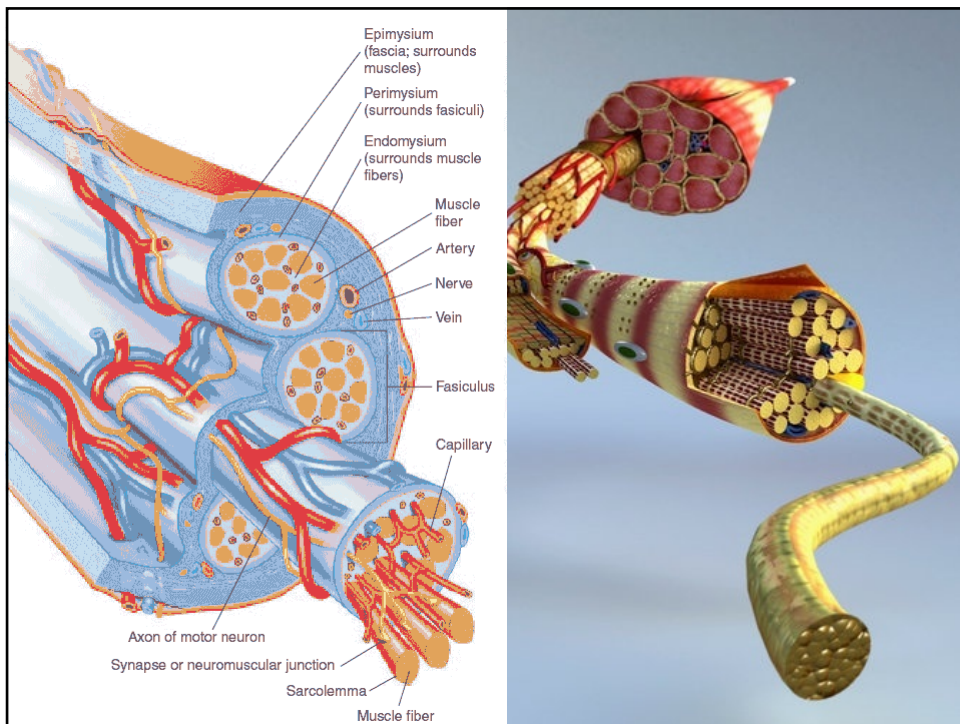 Epimysium
(fascia; surrounds
muscles)
Perimysium
(surrounds fasiculi)
Endomysium
(surrounds muscle
fibers)
Muscle
fiber
Artery
Nerve
Vein
Fasiculus
Capillary
Axon of motor neuron
Synapse or neuromuscular junction
Sarcolemma
Muscle fiber